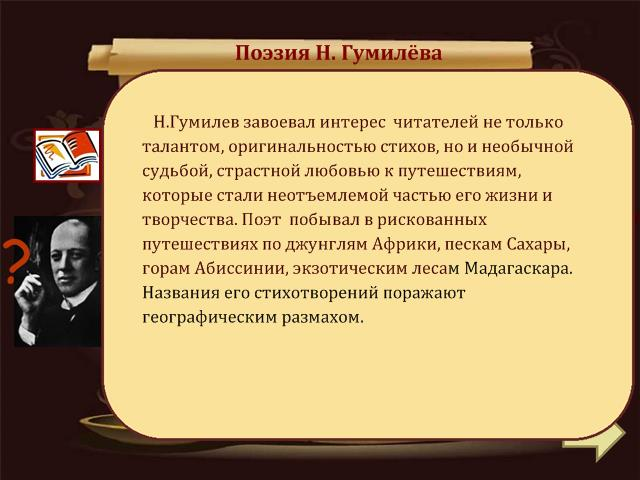 Поэзия Н. Гумилёва
Н.Гумилев завоевал интерес читателей не только
талантом, оригинальностью стихов, но и необычной
судьбой, страстной любовью к путешествиям,
которые стали неотъемлемой частью его жизни и
творчества. Поэт побывал в рискованных
путешествиях по джунглям Африки, пескам Сахары,
горам Абиссинии, экзотическим лесам Мадагаскара.
Названия его стихотворений поражают
географическим размахом.
?